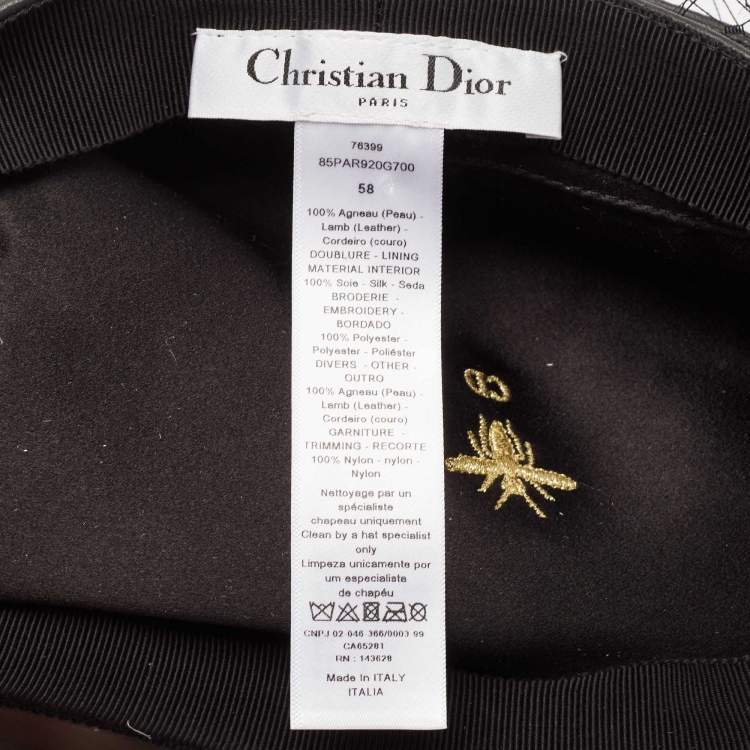 Christian Dior
PARIS
76399
85PAR920G700
58
100% Agneau (Peau) -
Lamb (Leather) -
Cordeiro (couro)
DOUBLURE - LINING
MATERIAL INTERIOR
100% Soie - Silk - Seda
BRODERIE -
EMBROIDERY -
BORDADO
100% Polyester -
Polyester - Poliéster
DIVERS - OTHER -
OUTRO
100% Agneau (Peau) -
Lamb (Leather) -
Cordeiro (couro)
GARNITURE -
TRIMMING - RECORTE
100% Nylon - nylon -
Nylon
Nettoyage par un
spécialiste
chapeau uniquement
Clean by a hat specialist
only
Limpeza unicamente por
um especialista
de chapéu
CNPJ 02 046 366/0003 99
CA65281
RN : 143628
Made In ITALY
ITALIA